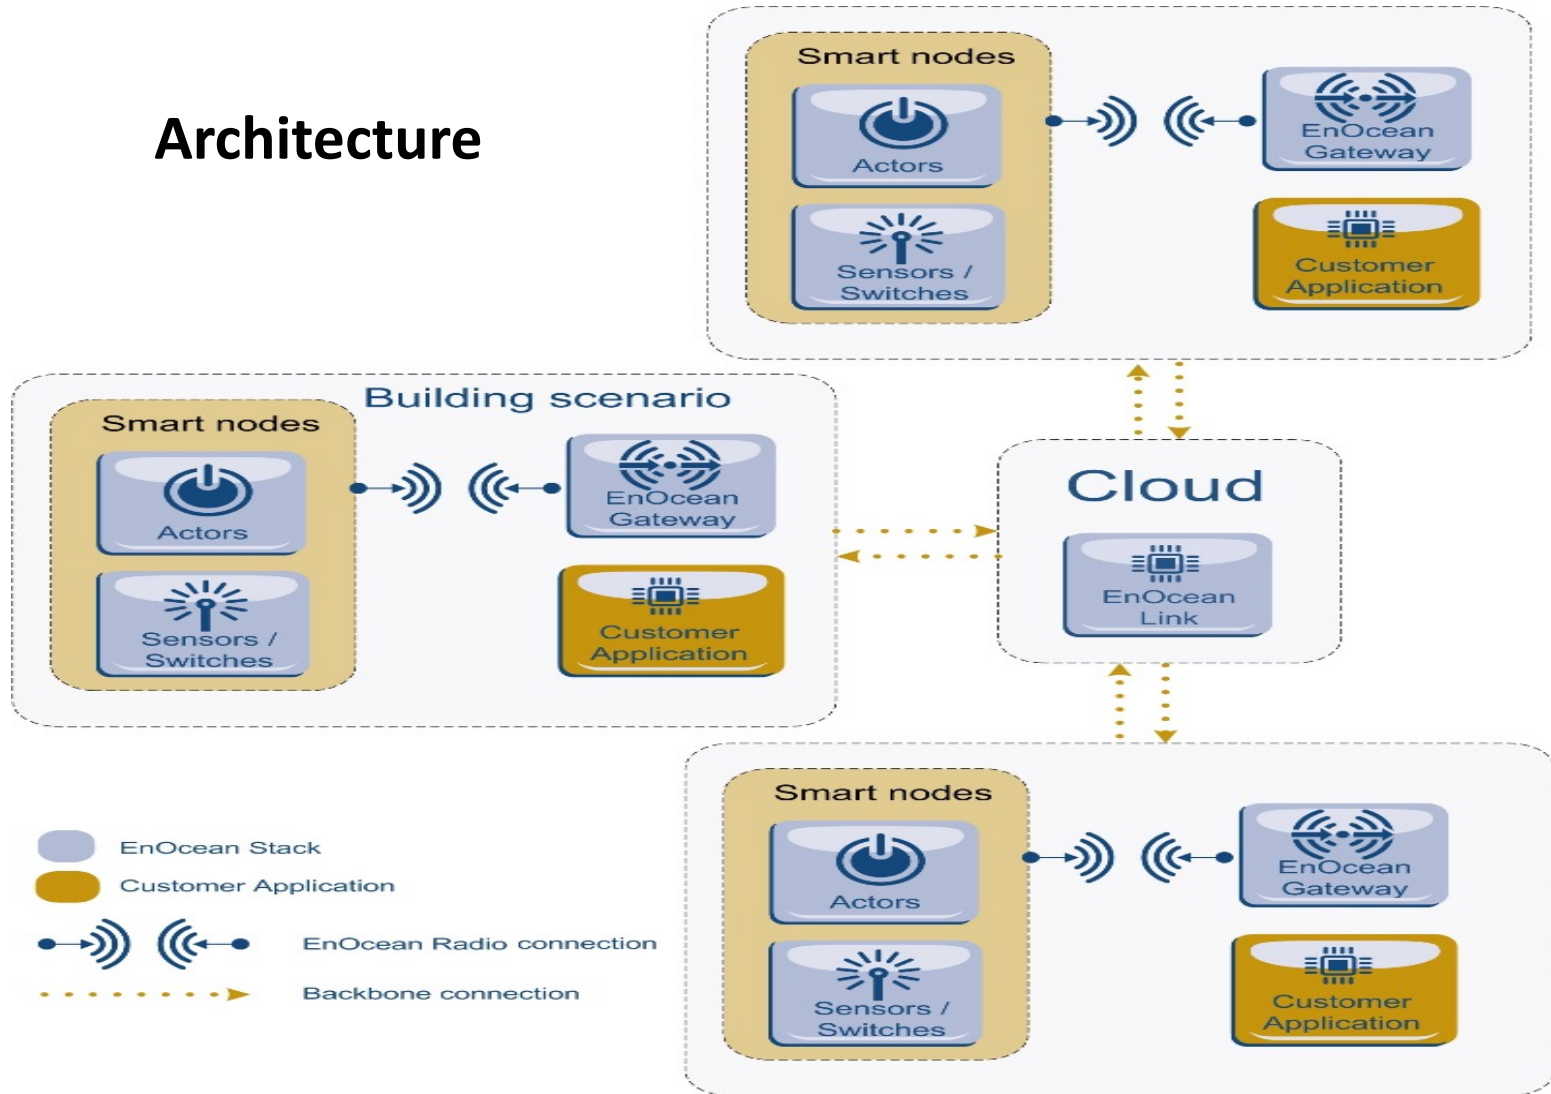 Architecture
Smart nodes
Actors
Sensors /
Switches
EnOcean
Gateway
Customer
Application
Building scenario
Smart nodes
Actors
Sensors /
Switches
EnOcean
Gateway
Customer
Application
Cloud
EnOcean
Link
Smart nodes
Actors
Sensors /
Switches
EnOcean
Gateway
Customer
Application
EnOcean Stack
Customer Application
EnOcean Radio connection
Backbone connection